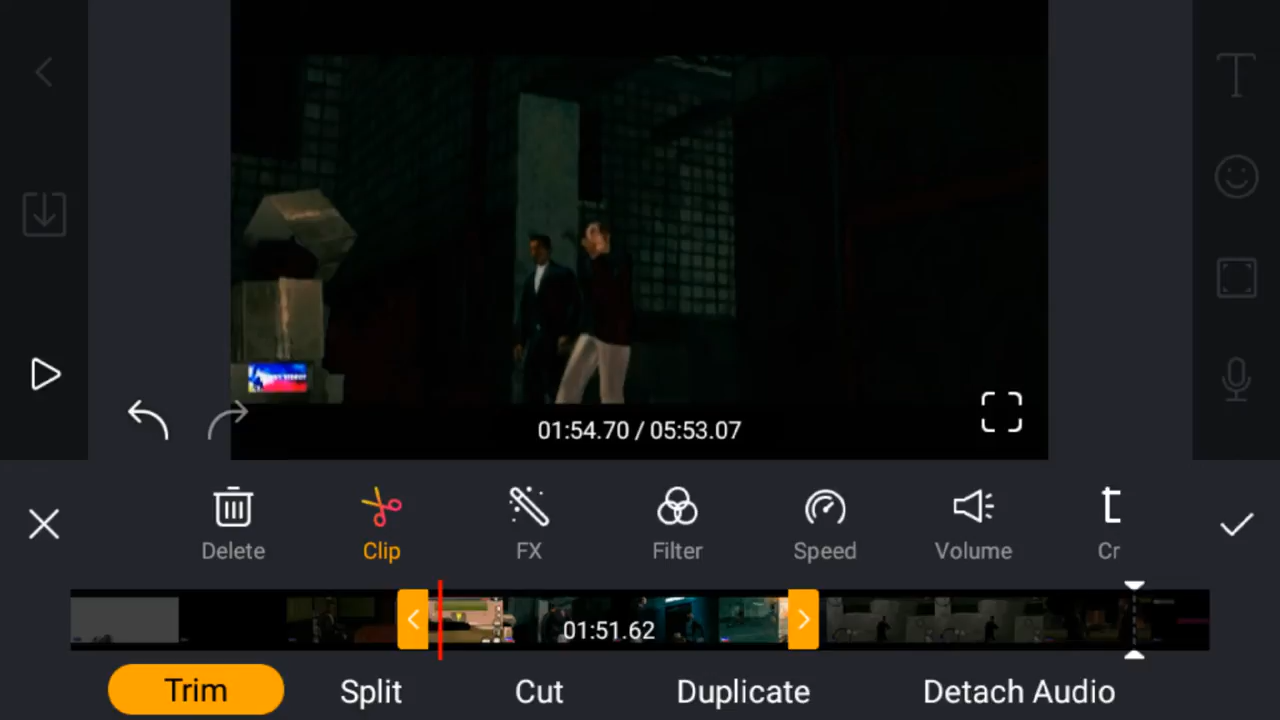 T
01:54.70 / 05:53.07
Delete
Clip
FX
Filter
Speed
Volume
Cr
01:51.62
Trim
Split
Cut
Duplicate
Detach Audio